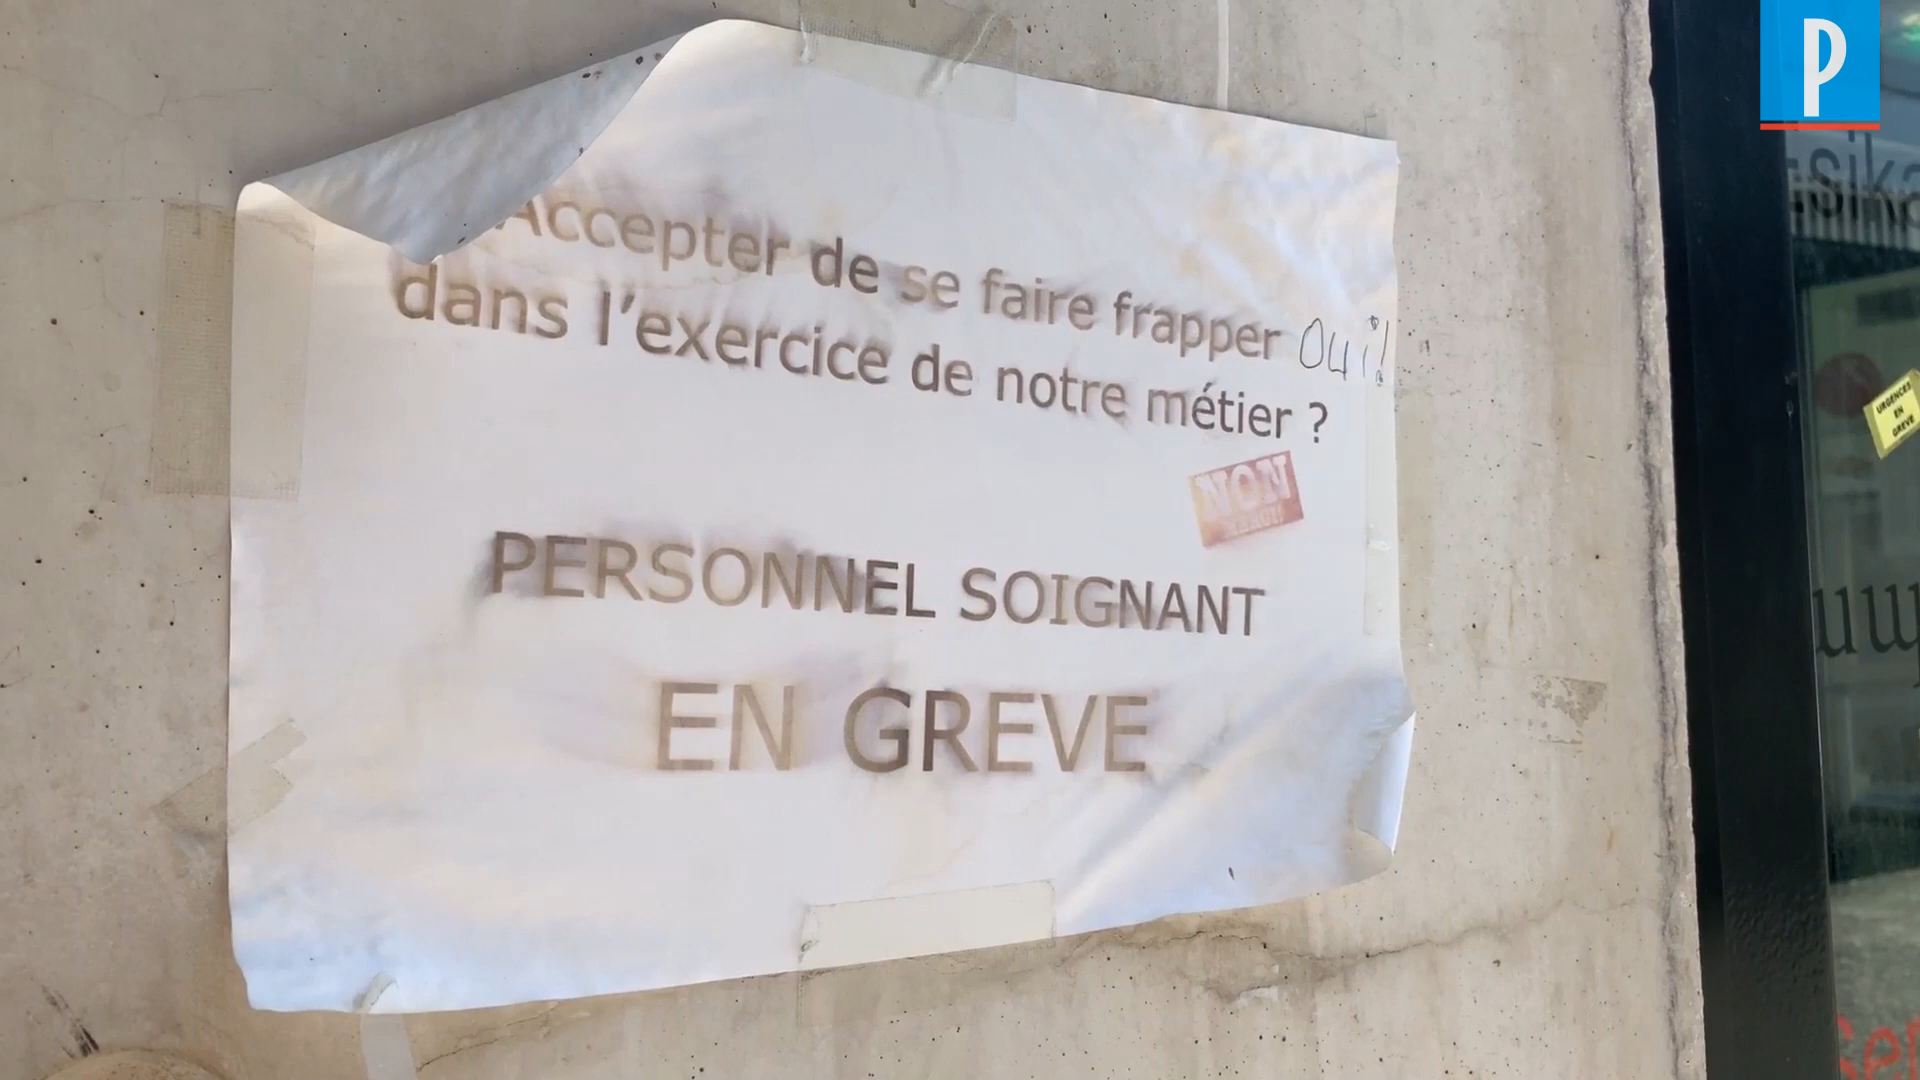 P
Accepter de se faire frapper Oui!
dans l'exercice de notre métier ?
NON
PERSONNEL SOIGNANT
EN GREVE
URGENCES
EN
GREVE